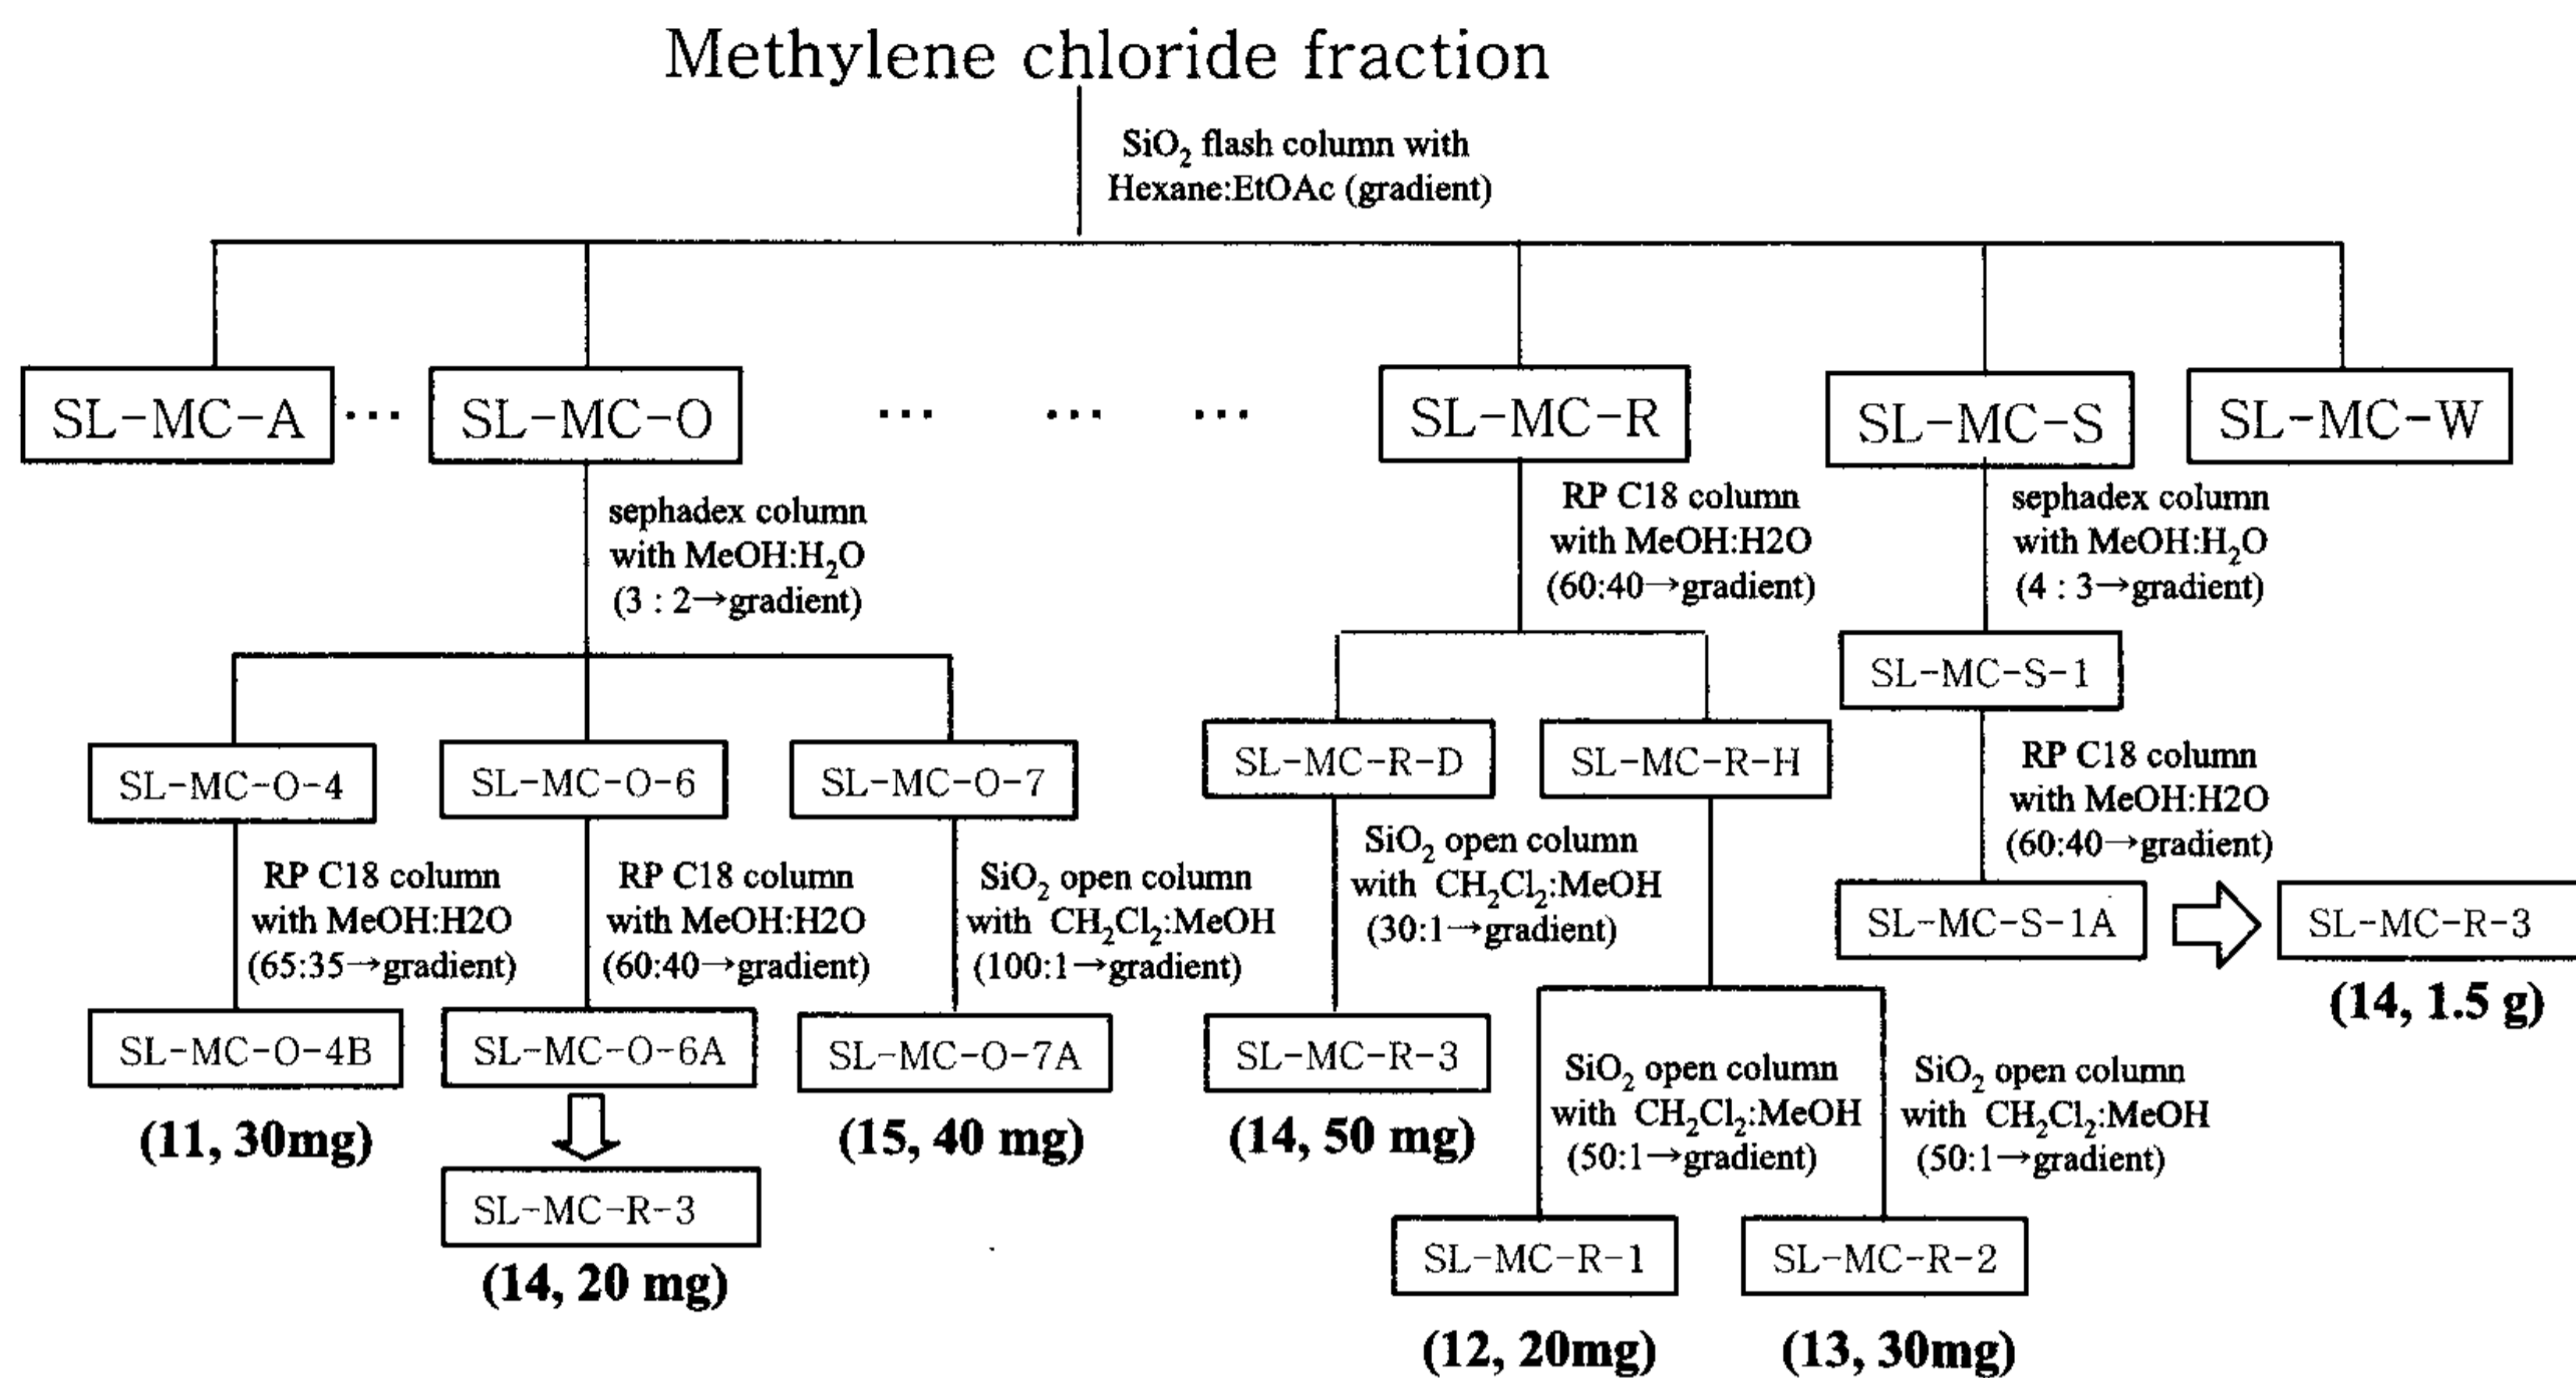 Methylene chloride fraction
SiO₂ flash column with
Hexane:EtOAc (gradient)
SL-MC-A
...
SL-MC-O
... ... ...
SL-MC-R
SL-MC-S
SL-MC-W
sephadex column
with MeOH:H₂O
(3 : 2→gradient)
RP C18 column
with MeOH:H2O
(60:40→gradient)
sephadex column
with MeOH:H₂O
(4 : 3→gradient)
SL-MC-S-1
SL-MC-O-4
SL-MC-O-6
SL-MC-O-7
SL-MC-R-D
SL-MC-R-H
RP C18 column
with MeOH:H2O
(60:40→gradient)
RP C18 column
with MeOH:H2O
(65:35→gradient)
RP C18 column
with MeOH:H2O
(60:40→gradient)
SiO₂ open column
with CH₂Cl₂:MeOH
(100:1→gradient)
SiO₂ open column
with CH₂Cl₂:MeOH
(30:1→gradient)
SL-MC-S-1A
SL-MC-R-3
(14, 1.5 g)
SL-MC-O-4B
SL-MC-O-6A
SL-MC-O-7A
SL-MC-R-3
(11, 30mg)
(15, 40 mg)
(14, 50 mg)
SiO₂ open column
with CH₂Cl₂:MeOH
(50:1→gradient)
SiO₂ open column
with CH₂Cl₂:MeOH
(50:1→gradient)
SL-MC-R-3
(14, 20 mg)
SL-MC-R-1
SL-MC-R-2
(12, 20mg)
(13, 30mg)